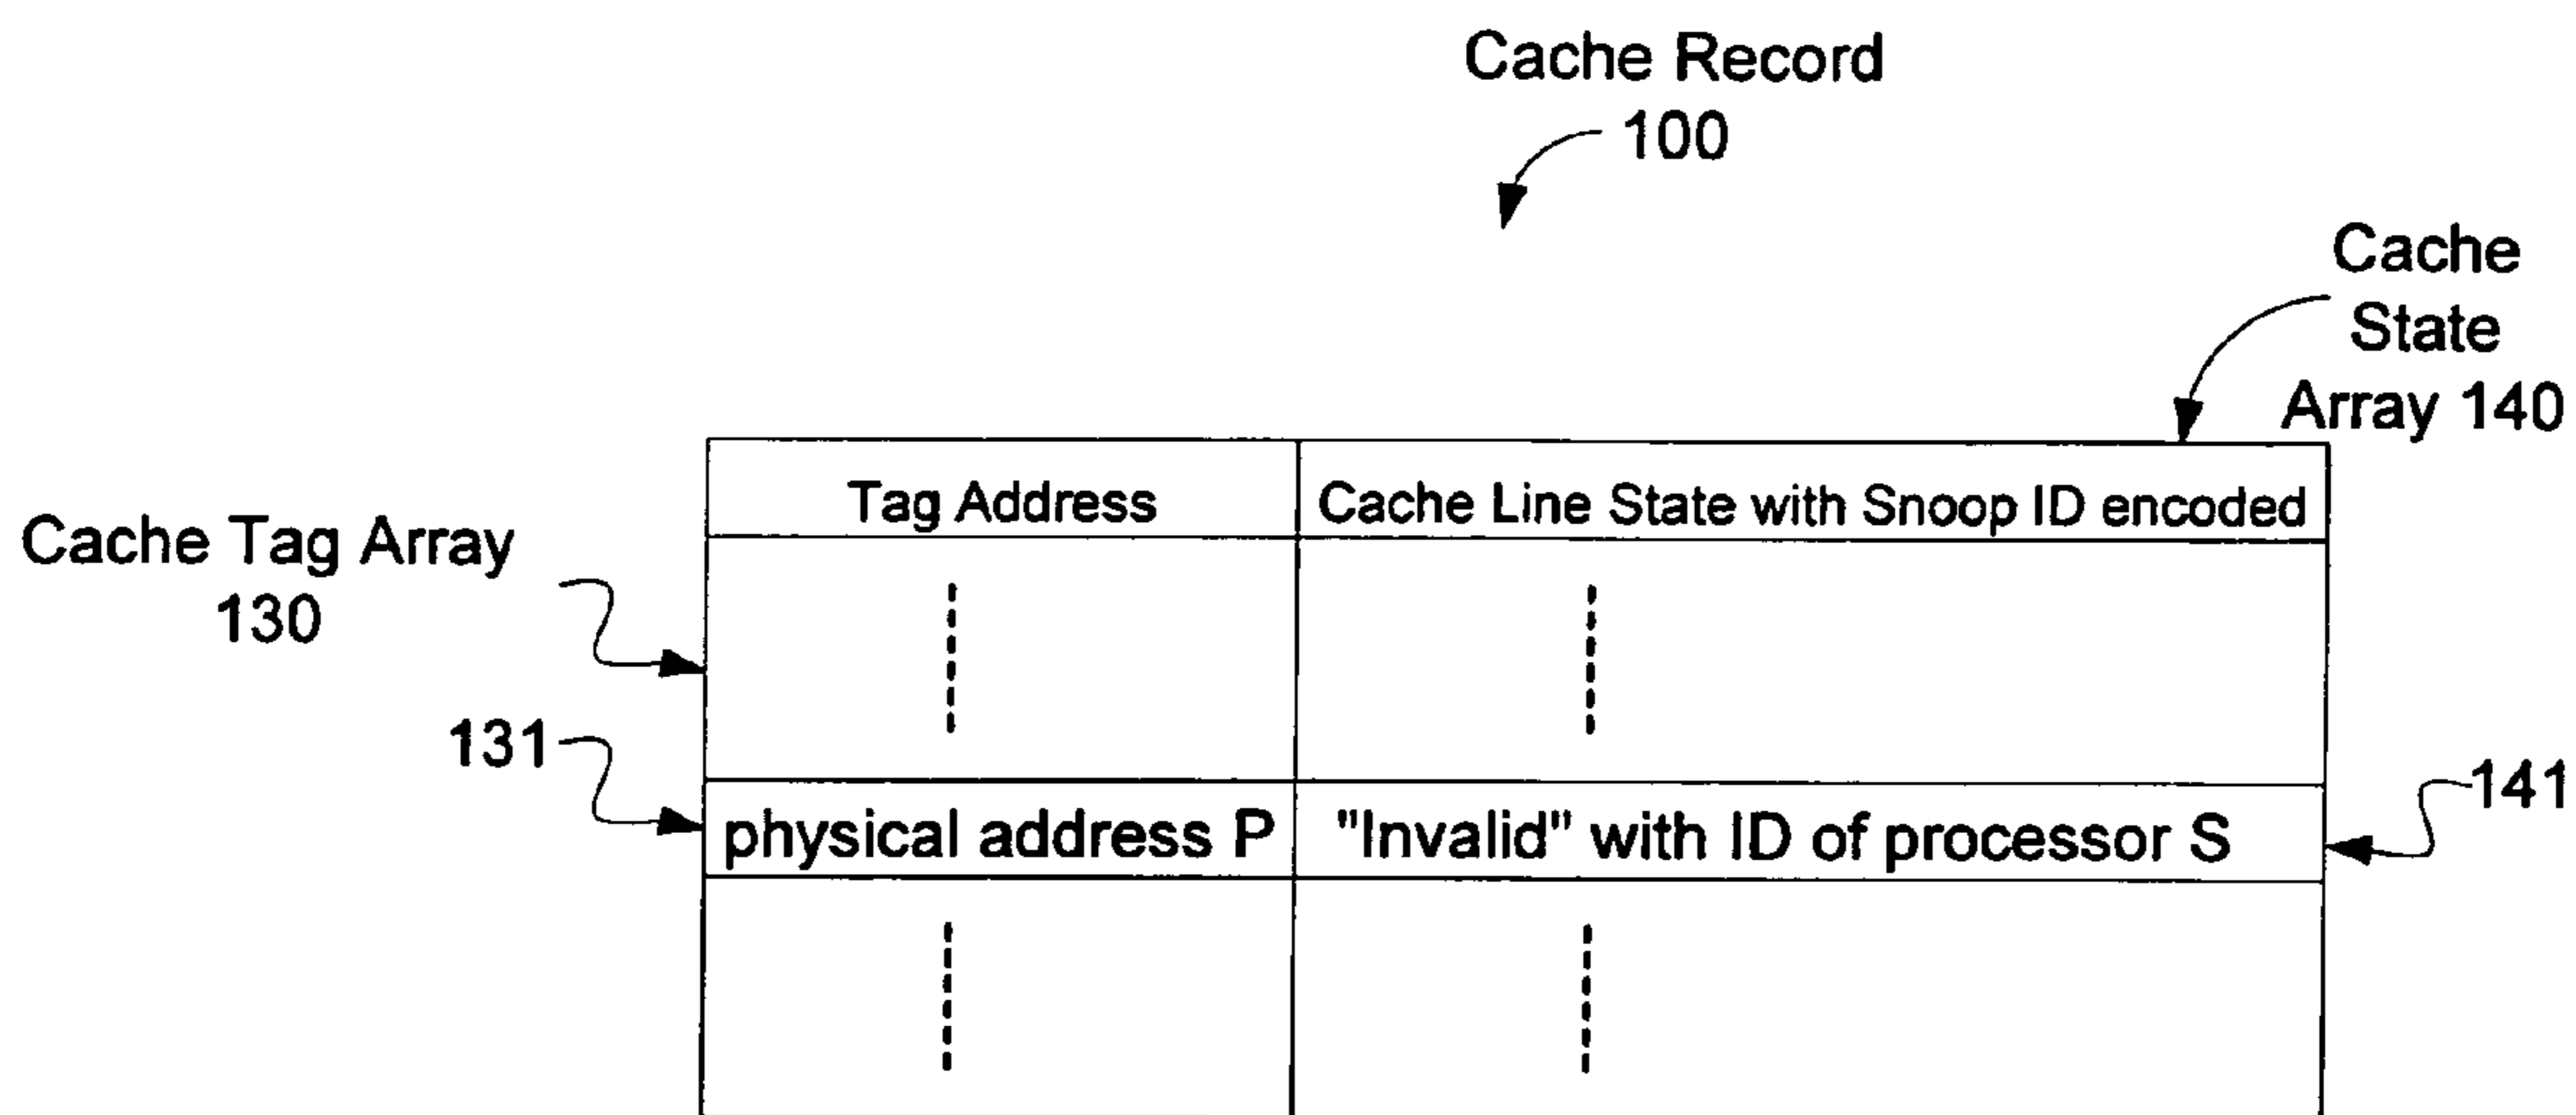 Cache Record
100
Cache
State
Array 140
Tag Address
Cache Line State with Snoop ID encoded
Cache Tag Array
130
131
physical address P
"Invalid" with ID of processor S
141